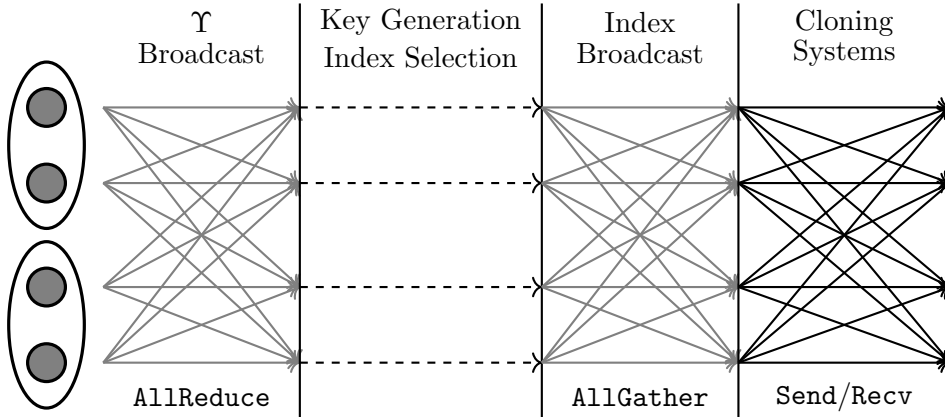 ϒ
Broadcast
Key Generation
Index Selection
Index
Broadcast
Cloning
Systems
AllReduce
AllGather
Send/Recv